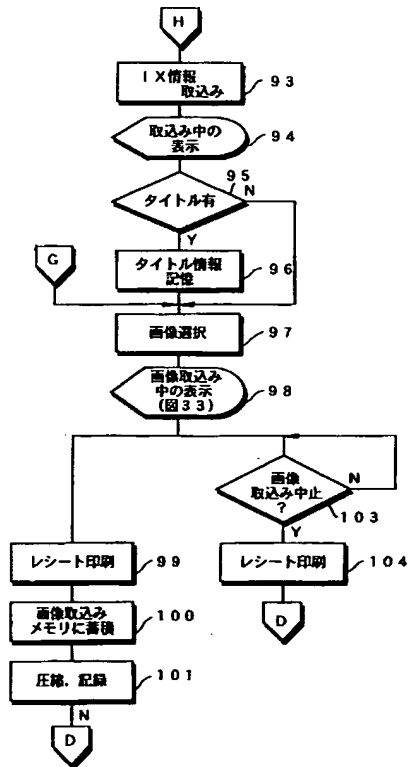 H
IX情報
取込み
93
取込み中の
表示
94
95
タイトル有
N
Y
G
タイトル情報
記憶
96
画像選択
97
画像取込み
中の表示
(図33)
98
画像
取込み中止
?
N
103
Y
レシート印刷
99
レシート印刷
104
画像取込み
メモリに蓄積
100
D
圧縮,記録
101
N
D